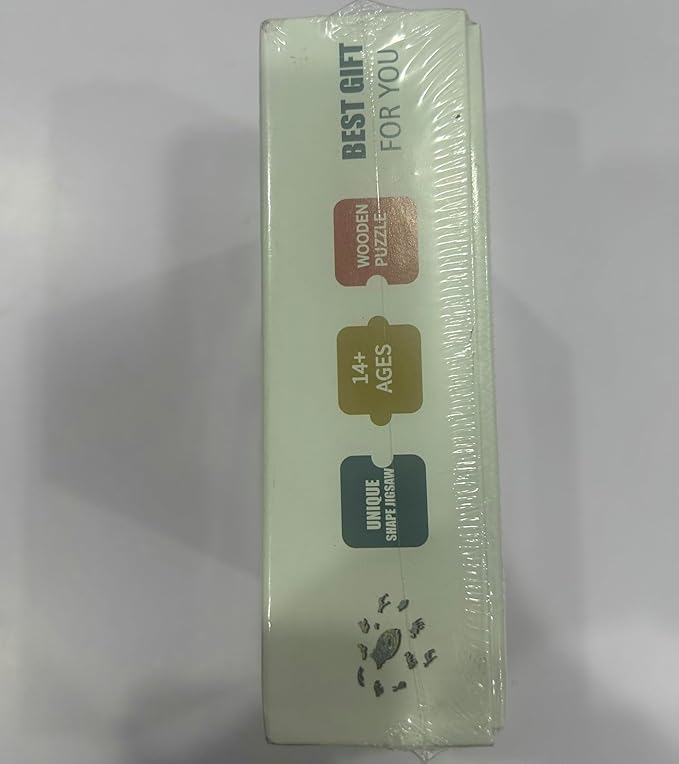 BEST GIFT
FOR YOU
WOODEN
PUZZLE
14+
AGES
UNIQUE
SHAPE JIGSAW